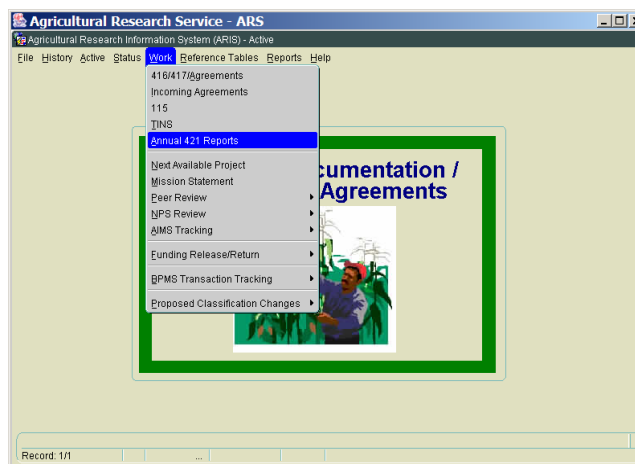 Agricultural Research Service - ARS
Agricultural Research Information System (ARIS) - Active
File History Active Status Work Reference Tables Reports Help
416/417/Agreements
Incoming Agreements
115
TINS
Annual 421 Reports
Next Available Project
Mission Statement
Peer Review
NPS Review
AIMS Tracking
Funding Release/Return
BPMS Transaction Tracking
Proposed Classification Changes
cumentation /
Agreements
Record: 1/1
...